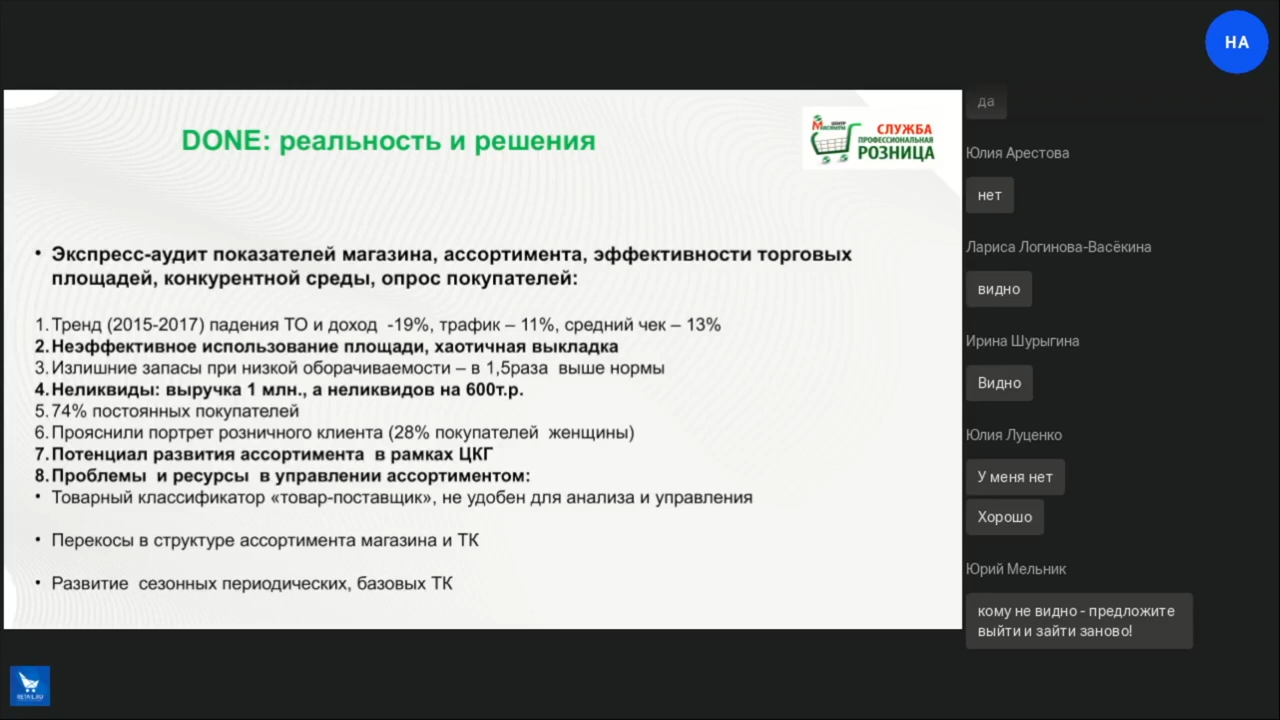 НА
DONE: реальность и решения
ЦЕНТР
СЛУЖБА
ПРОФЕССИОНАЛЬНАЯ
РОЗНИЦА
• Экспресс-аудит показателей магазина, ассортимента, эффективности торговых
площадей, конкурентной среды, опрос покупателей:
1. Тренд (2015-2017) падения ТО и доход -19%, трафик – 11%, средний чек – 13%
2. Неэффективное использование площади, хаотичная выкладка
3. Излишние запасы при низкой оборачиваемости – в 1,5раза выше нормы
4. Неликвиды: выручка 1 млн., а неликвидов на 600т.р.
5. 74% постоянных покупателей
6. Прояснили портрет розничного клиента (28% покупателей женщины)
7. Потенциал развития ассортимента в рамках ЦКГ
8. Проблемы и ресурсы в управлении ассортиментом:
• Товарный классификатор «товар-поставщик», не удобен для анализа и управления
• Перекосы в структуре ассортимента магазина и ТК
• Развитие сезонных периодических, базовых ТК
да
Юлия Арестова
нет
Лариса Логинова-Васёкина
видно
Ирина Шурыгина
Видно
Юлия Луценко
У меня нет
Хорошо
Юрий Мельник
кому не видно - предложите
выйти и зайти заново!
RETAIL.RU